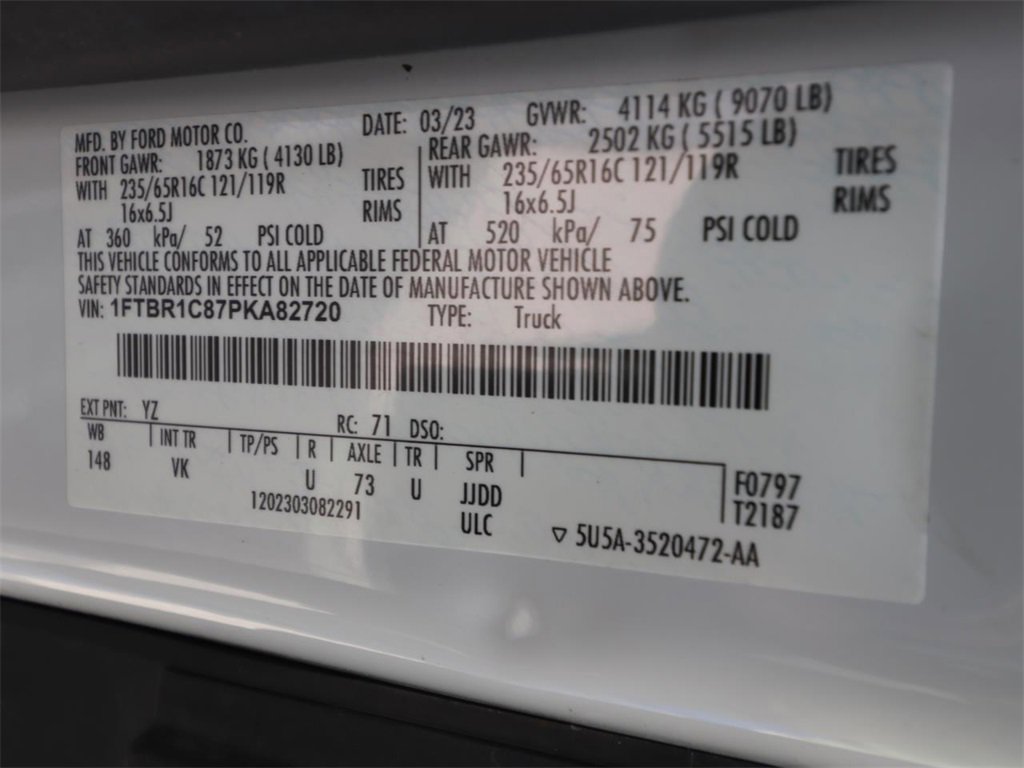 MFD. BY FORD MOTOR CO. DATE: 03/23 GVWR: 4114 KG ( 9070 LB)
FRONT GAWR: 1873 KG ( 4130 LB) REAR GAWR: 2502 KG ( 5515 LB)
WITH 235/65R16C 121/119R TIRES WITH 235/65R16C 121/119R TIRES
16x6.5J RIMS 16x6.5J RIMS
AT 360 kPa/ 52 PSI COLD AT 520 kPa/ 75 PSI COLD
THIS VEHICLE CONFORMS TO ALL APPLICABLE FEDERAL MOTOR VEHICLE
SAFETY STANDARDS IN EFFECT ON THE DATE OF MANUFACTURE SHOWN ABOVE.
VIN: 1FTBR1C87PKA82720 TYPE: Truck
EXT PNT: YZ RC: 71 DSO:
WB INT TR TP/PS R AXLE TR SPR
148 VK U 73 U JJDD F0797
1202303082291 ULC T2187
5U5A-3520472-AA